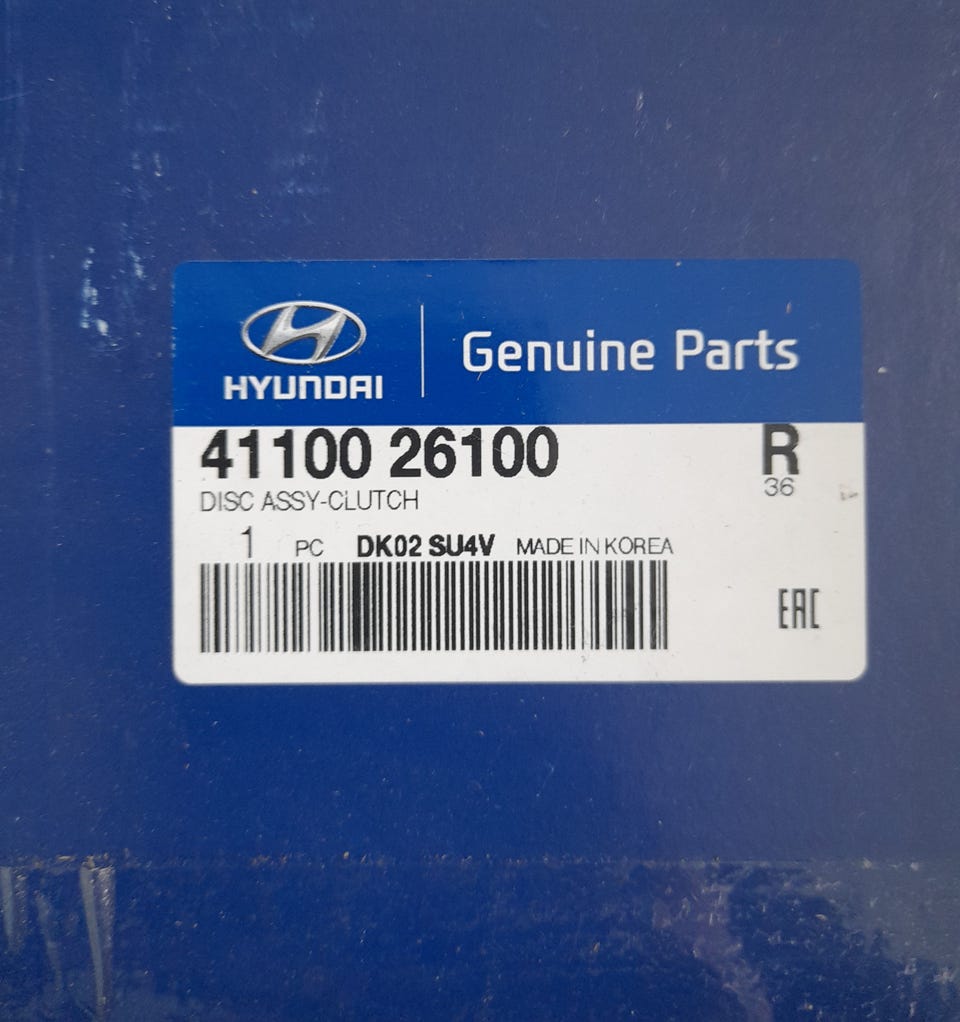 HYUNDAI
Genuine Parts
41100 26100 R
DISC ASSY-CLUTCH 36
1 PC DK02 SU4V MADE IN KOREA
EAC